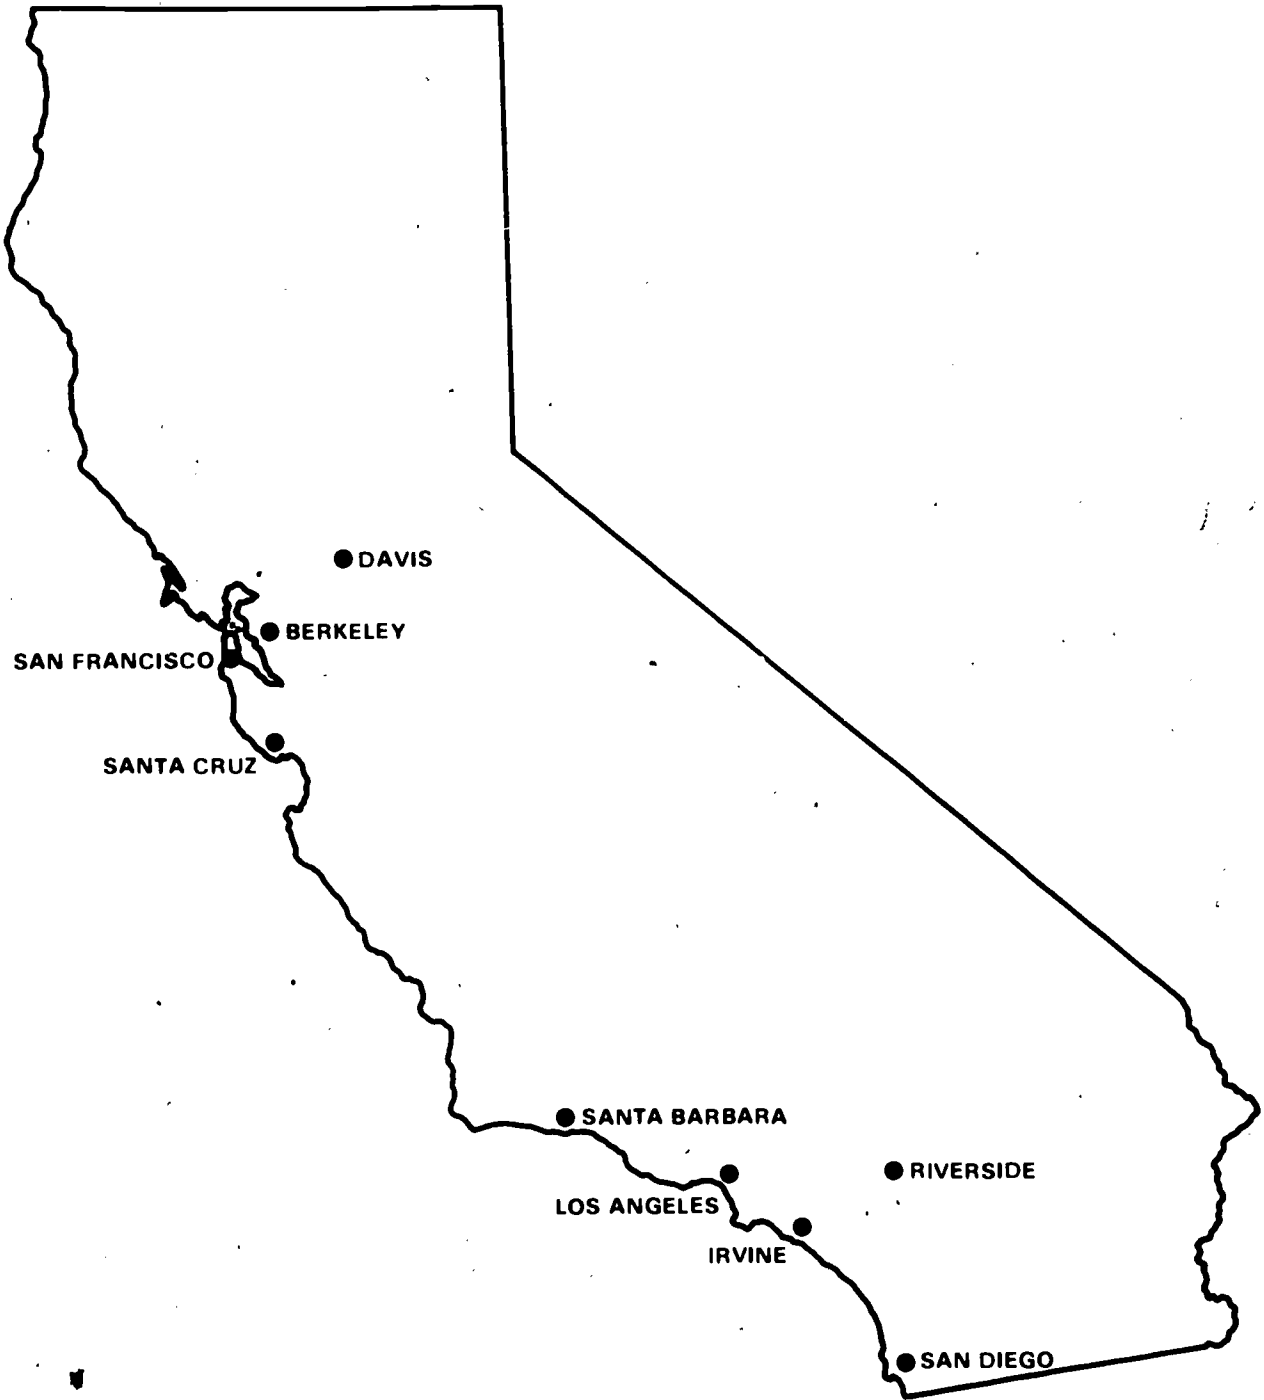 DAVIS
BERKELEY
SAN FRANCISCO
SANTA CRUZ
SANTA BARBARA
RIVERSIDE
LOS ANGELES
IRVINE
SAN DIEGO